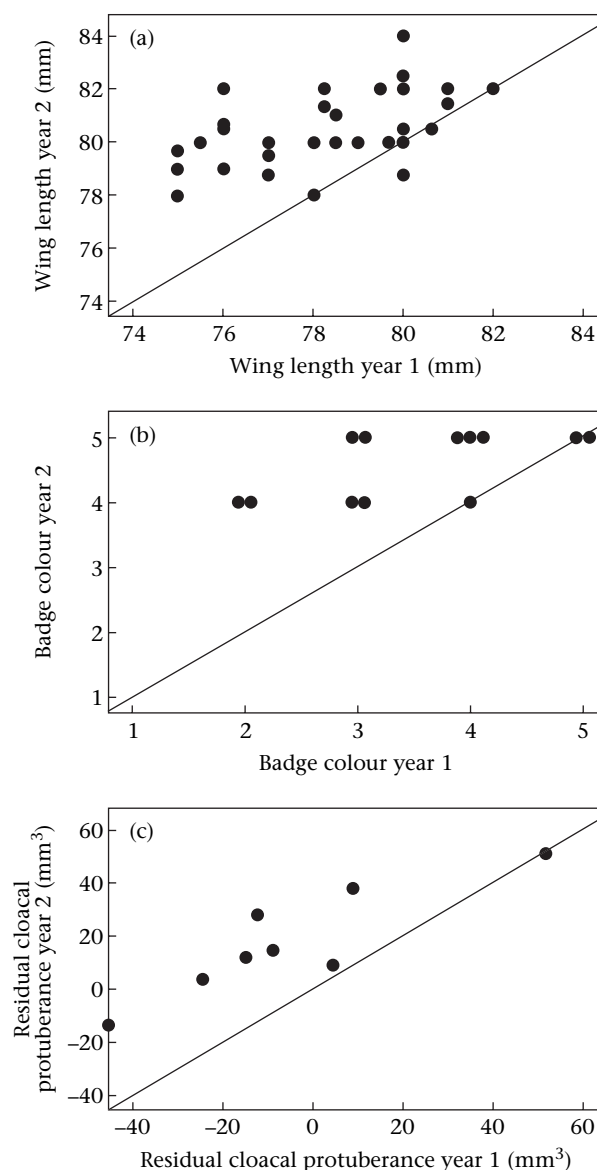 (a)
Wing length year 2 (mm)
84
82
80
78
76
74
74 76 78 80 82 84
Wing length year 1 (mm)
(b)
Badge colour year 2
5
4
3
2
1
1 2 3 4 5
Badge colour year 1
(c)
Residual cloacal
protuberance year 2 (mm³)
60
40
20
0
–20
–40
–40 –20 0 20 40 60
Residual cloacal protuberance year 1 (mm³)